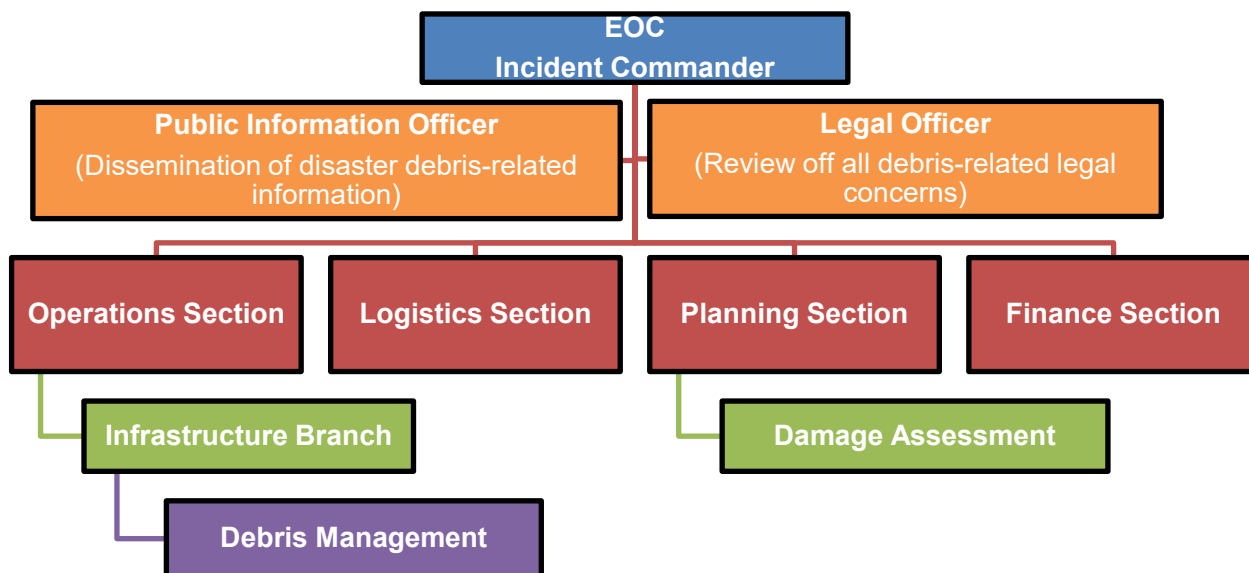 EOC
Incident Commander
Public Information Officer
(Dissemination of disaster debris-related
information)
Legal Officer
(Review off all debris-related legal
concerns)
Operations Section
Logistics Section
Planning Section
Finance Section
Infrastructure Branch
Damage Assessment
Debris Management